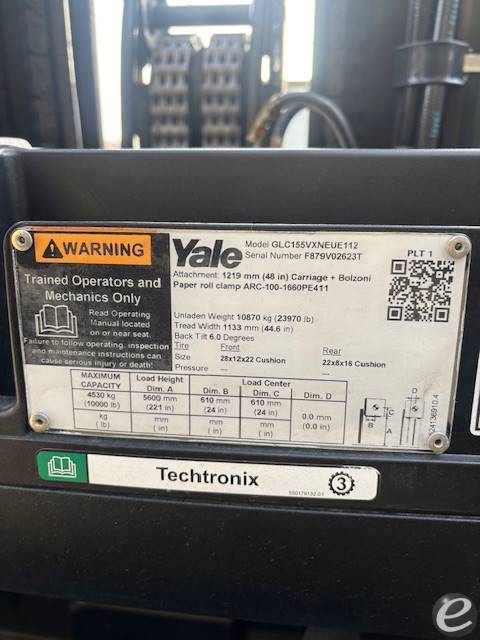 WARNING
Trained Operators and
Mechanics Only
Read Operating
Manual located
on or near seat.
Failure to follow operating, inspection
and maintenance instructions can
cause serious injury or death!
Yale
Model GLC155VXNEUE112
Serial Number F879V02623T
PLT 1
Attachment: 1219 mm (48 in) Carriage + Bolzoni
Paper roll clamp ARC-100-1660PE411
Unladen Weight 10870 kg (23970 lb)
Tread Width 1133 mm (44.6 in)
Back Tilt 6.0 Degrees
Tire Front Rear
Size 28x12x22 Cushion 22x8x16 Cushion
Pressure --- ---
MAXIMUM CAPACITY Load Height Dim. A Load Center Dim. B Dim. C Dim. D
4530 kg 5600 mm 610 mm 610 mm 0.0 mm
(10000 lb) (221 in) (24 in) (24 in) (0.0 in)
kg mm mm mm mm
( lb) ( in) ( in) ( in) ( in)
D
C
B
A
Techtronix
3
e